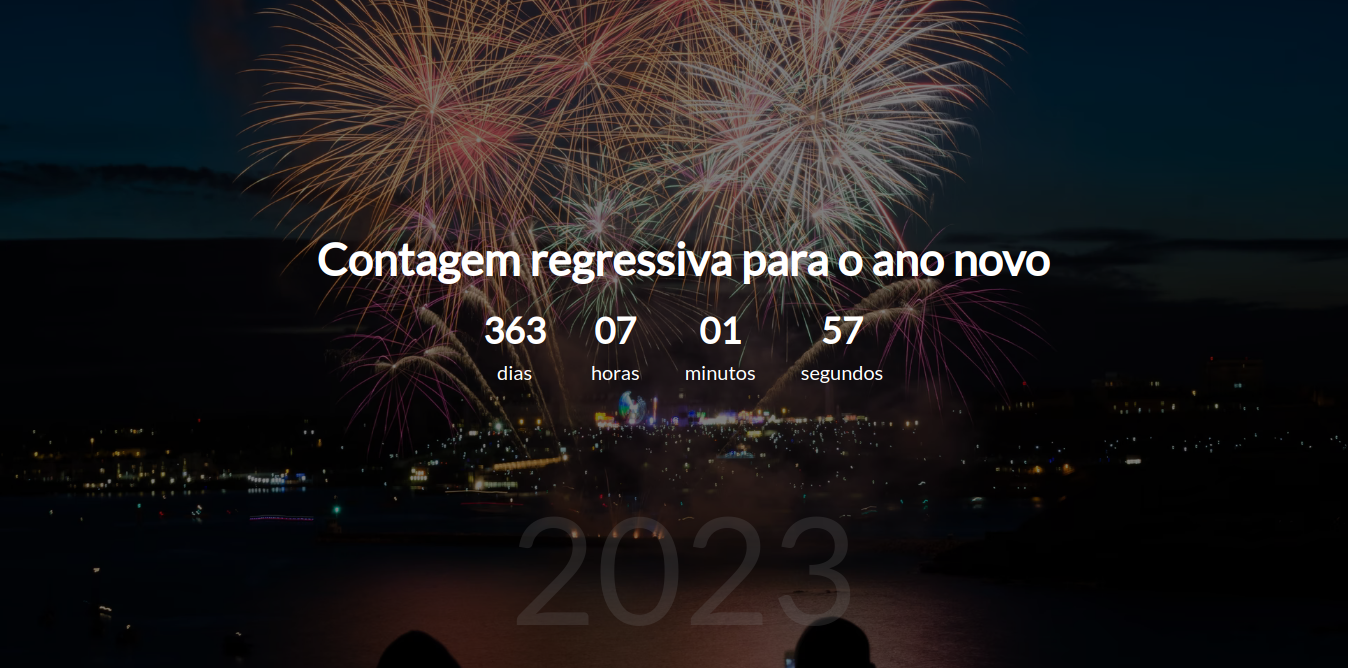 Contagem regressiva para o ano novo
363 07 01 57
dias horas minutos segundos
2023